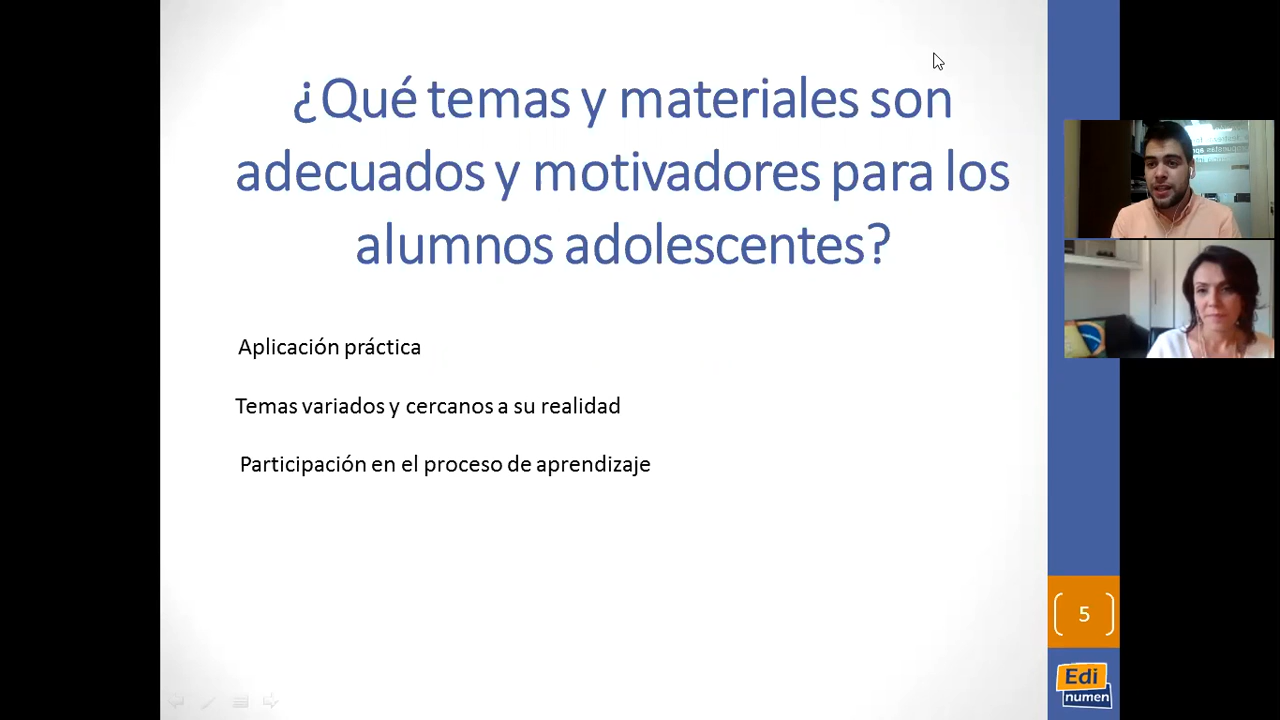 ¿Qué temas y materiales son
adecuados y motivadores para los
alumnos adolescentes?
Aplicación práctica
Temas variados y cercanos a su realidad
Participación en el proceso de aprendizaje
5
Edi
numen